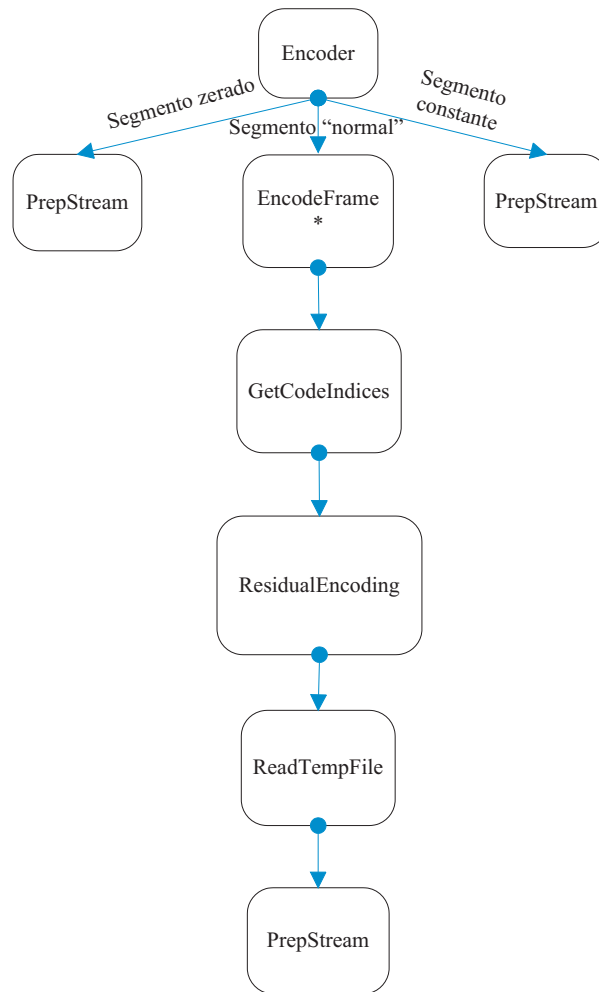 Encoder
Segmento zerado
Segmento “normal”
Segmento
constante
PrepStream
EncodeFrame
*
PrepStream
GetCodeIndices
ResidualEncoding
ReadTempFile
PrepStream